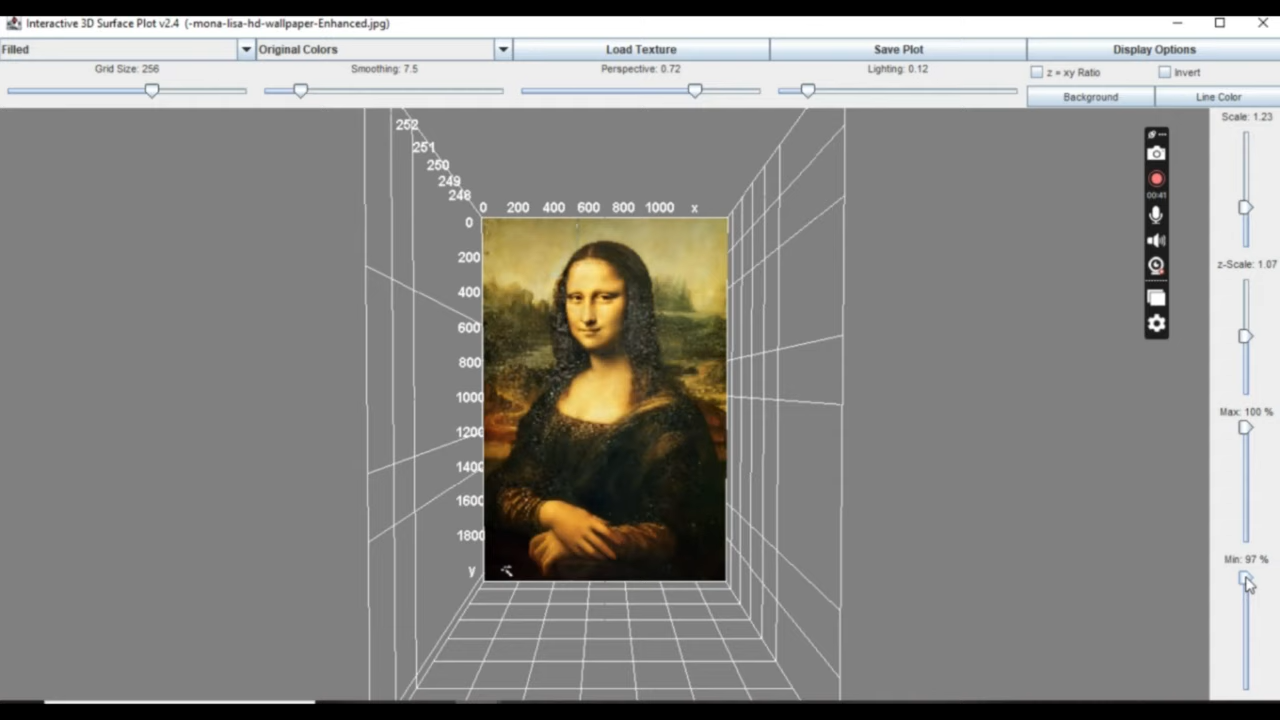 Interactive 3D Surface Plot v2.4 (-mona-lisa-hd-wallpaper-Enhanced.jpg)
Filled
Original Colors
Load Texture
Save Plot
Display Options
Grid Size: 256
Smoothing: 7.5
Perspective: 0.72
Lighting: 0.12
z = xy Ratio
Invert
Background
Line Color
Scale: 1.23
z-Scale: 1.07
Max: 100 %
Min: 97 %
00:41
252
251
250
249
248
0 200 400 600 800 1000 x
0
200
400
600
800
1000
1200
1400
1600
1800
y